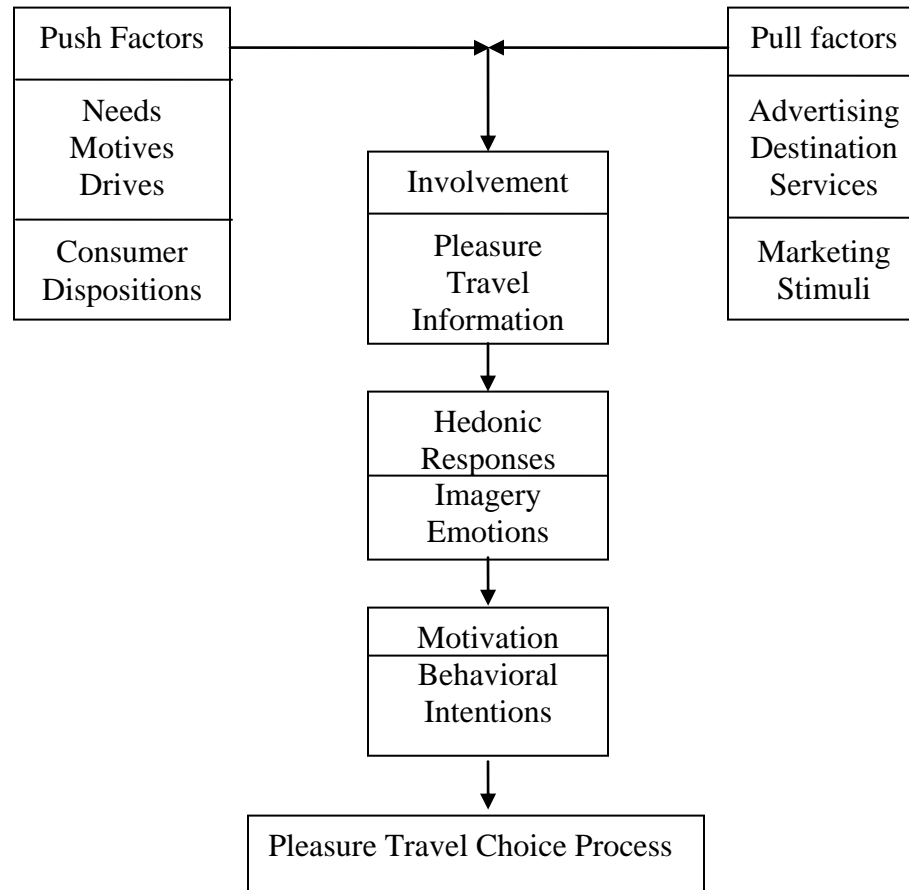 Push Factors
Needs
Motives
Drives
Consumer
Dispositions
Pull factors
Advertising
Destination
Services
Marketing
Stimuli
Involvement
Pleasure
Travel
Information
Hedonic
Responses
Imagery
Emotions
Motivation
Behavioral
Intentions
Pleasure Travel Choice Process